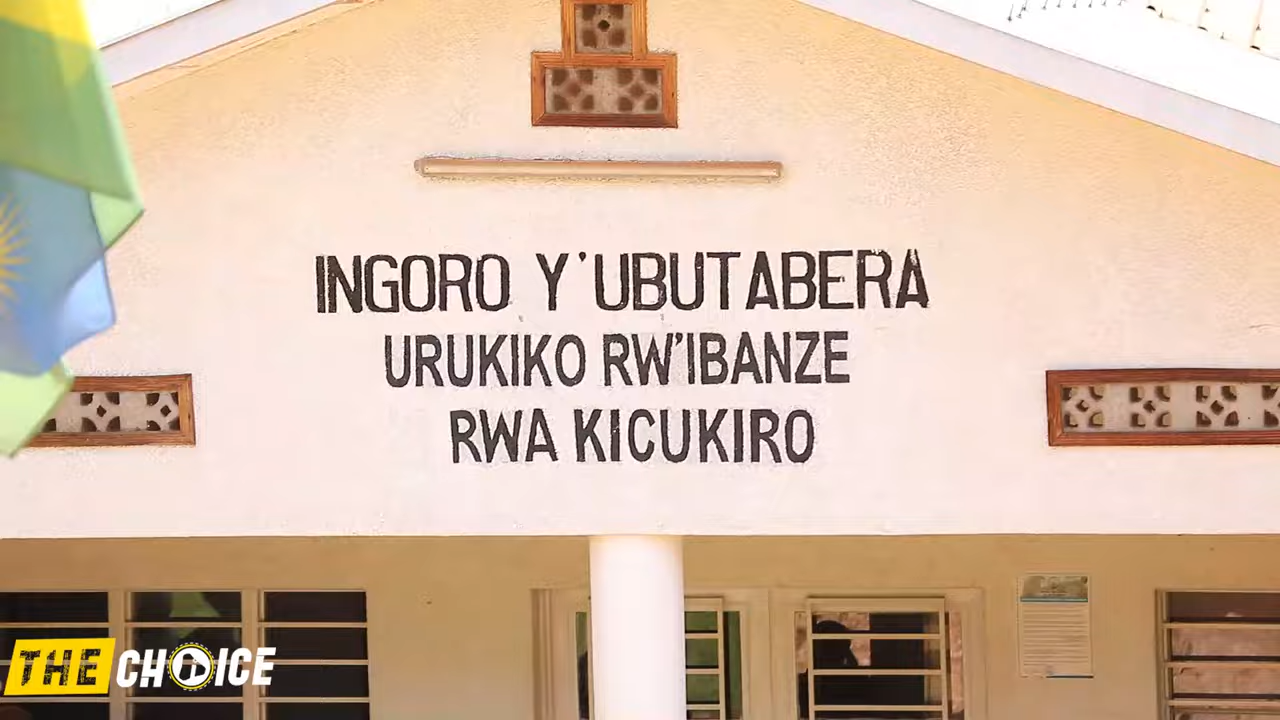 INGORO Y'UBUTABERA
URUKIKO RW'IBANZE
RWA KICUKIRO
THE CHOICE